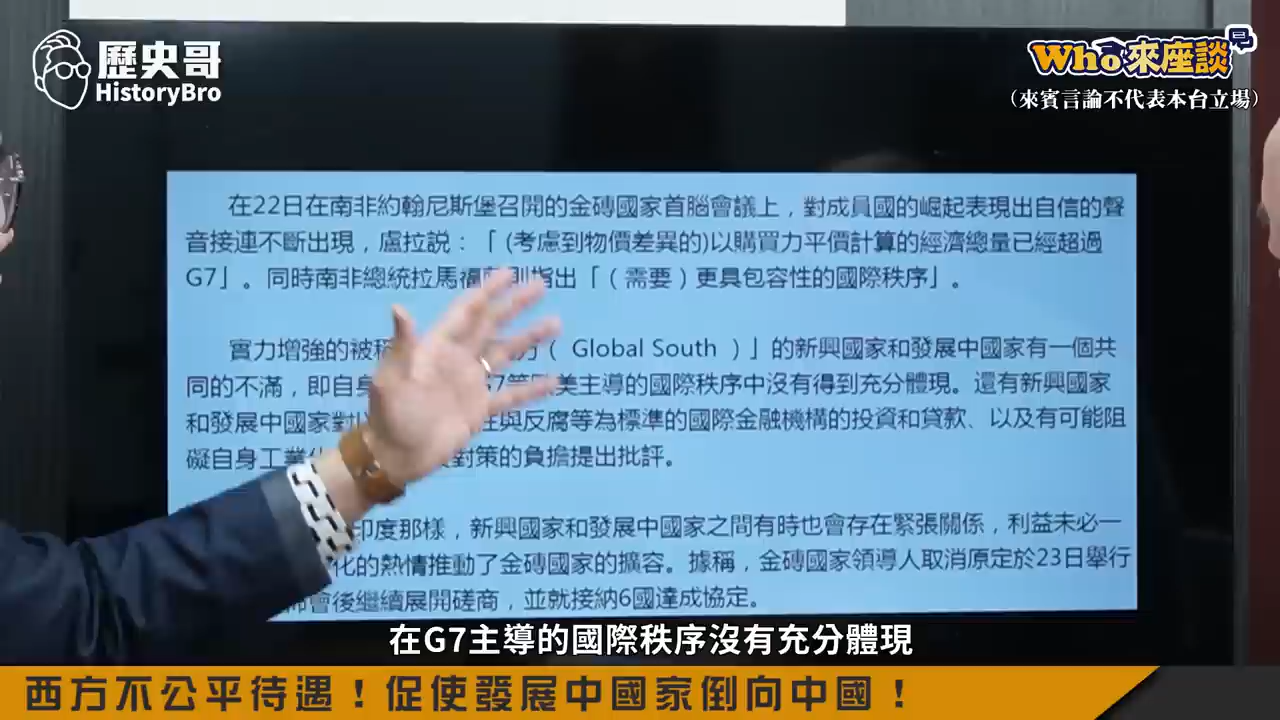 歷史哥
HistoryBro
Who來座談
（來賓言論不代表本台立場）
在22日在南非約翰尼斯堡召開的金磚國家首腦會議上，對成員國的崛起表現出自信的聲
音接連不斷出現，盧拉説：「 (考慮到物價差異的)以購買力平價計算的經濟總量已經超過
G7」。同時南非總統拉馬福 則指出「（需要）更具包容性的國際秩序」。
實力增強的被稱 方（ Global South ）」的新興國家和發展中國家有一個共
同的不滿，即自身 G7等歐美主導的國際秩序中沒有得到充分體現。還有新興國家
和發展中國家對以 性與反腐等為標準的國際金融機構的投資和貸款、以及有可能阻
礙自身工業化 對策的負擔提出批評。
印度那樣，新興國家和發展中國家之間有時也會存在緊張關係，利益未必一
化的熱情推動了金磚國家的擴容。據稱，金磚國家領導人取消原定於23日舉行
會後繼續展開磋商，並就接納6國達成協定。
在G7主導的國際秩序沒有充分體現
西方不公平待遇！促使發展中國家倒向中國！